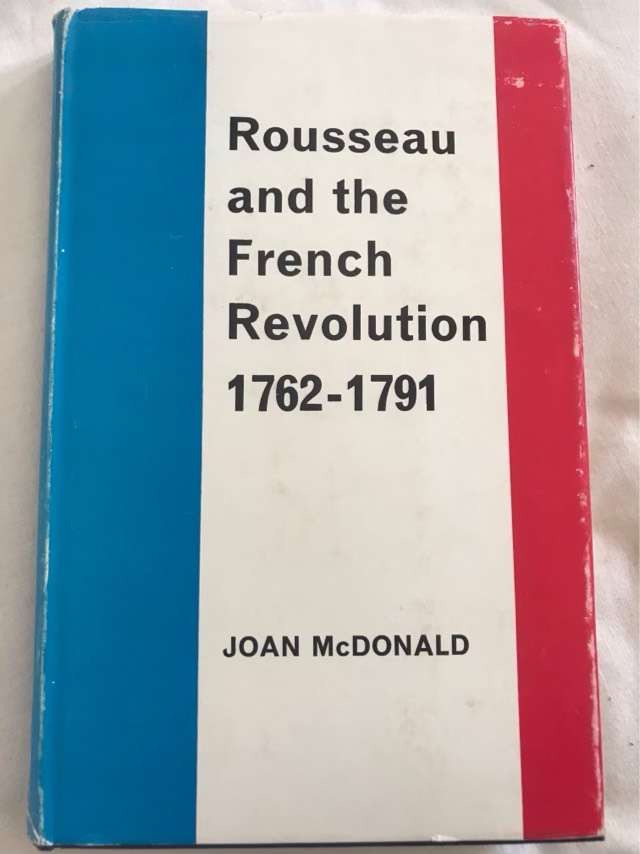 Rousseau
and the
French
Revolution
1762-1791
JOAN McDONALD